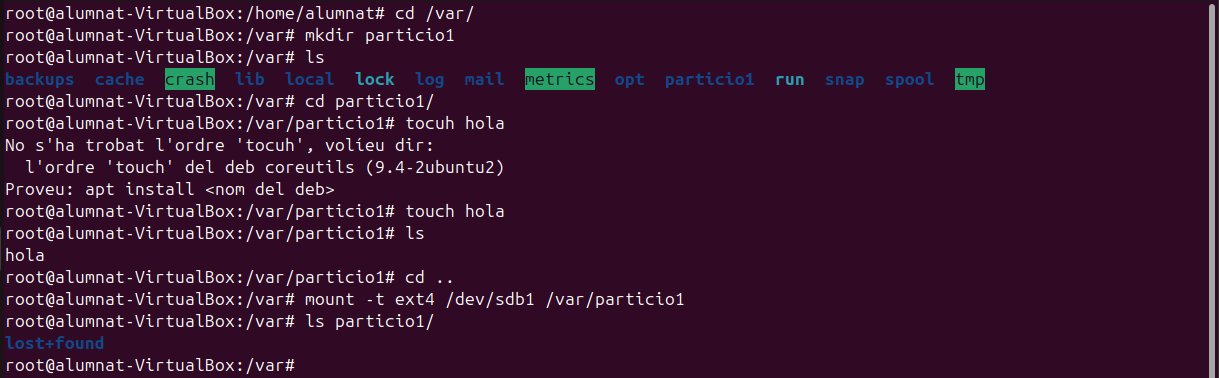 root@alumnat-VirtualBox:/home/alumnat# cd /var/
root@alumnat-VirtualBox:/var# mkdir particio1
root@alumnat-VirtualBox:/var# ls
backups  cache  crash  lib  local  lock  log  mail  metrics  opt  particio1  run  snap  spool  tmp
root@alumnat-VirtualBox:/var# cd particio1/
root@alumnat-VirtualBox:/var/particio1# tocuh hola
No s'ha trobat l'ordre 'tocuh', volíeu dir:
  l'ordre 'touch' del deb coreutils (9.4-2ubuntu2)
Proveu: apt install <nom del deb>
root@alumnat-VirtualBox:/var/particio1# touch hola
root@alumnat-VirtualBox:/var/particio1# ls
hola
root@alumnat-VirtualBox:/var/particio1# cd ..
root@alumnat-VirtualBox:/var# mount -t ext4 /dev/sdb1 /var/particio1
root@alumnat-VirtualBox:/var# ls particio1/
lost+found
root@alumnat-VirtualBox:/var#